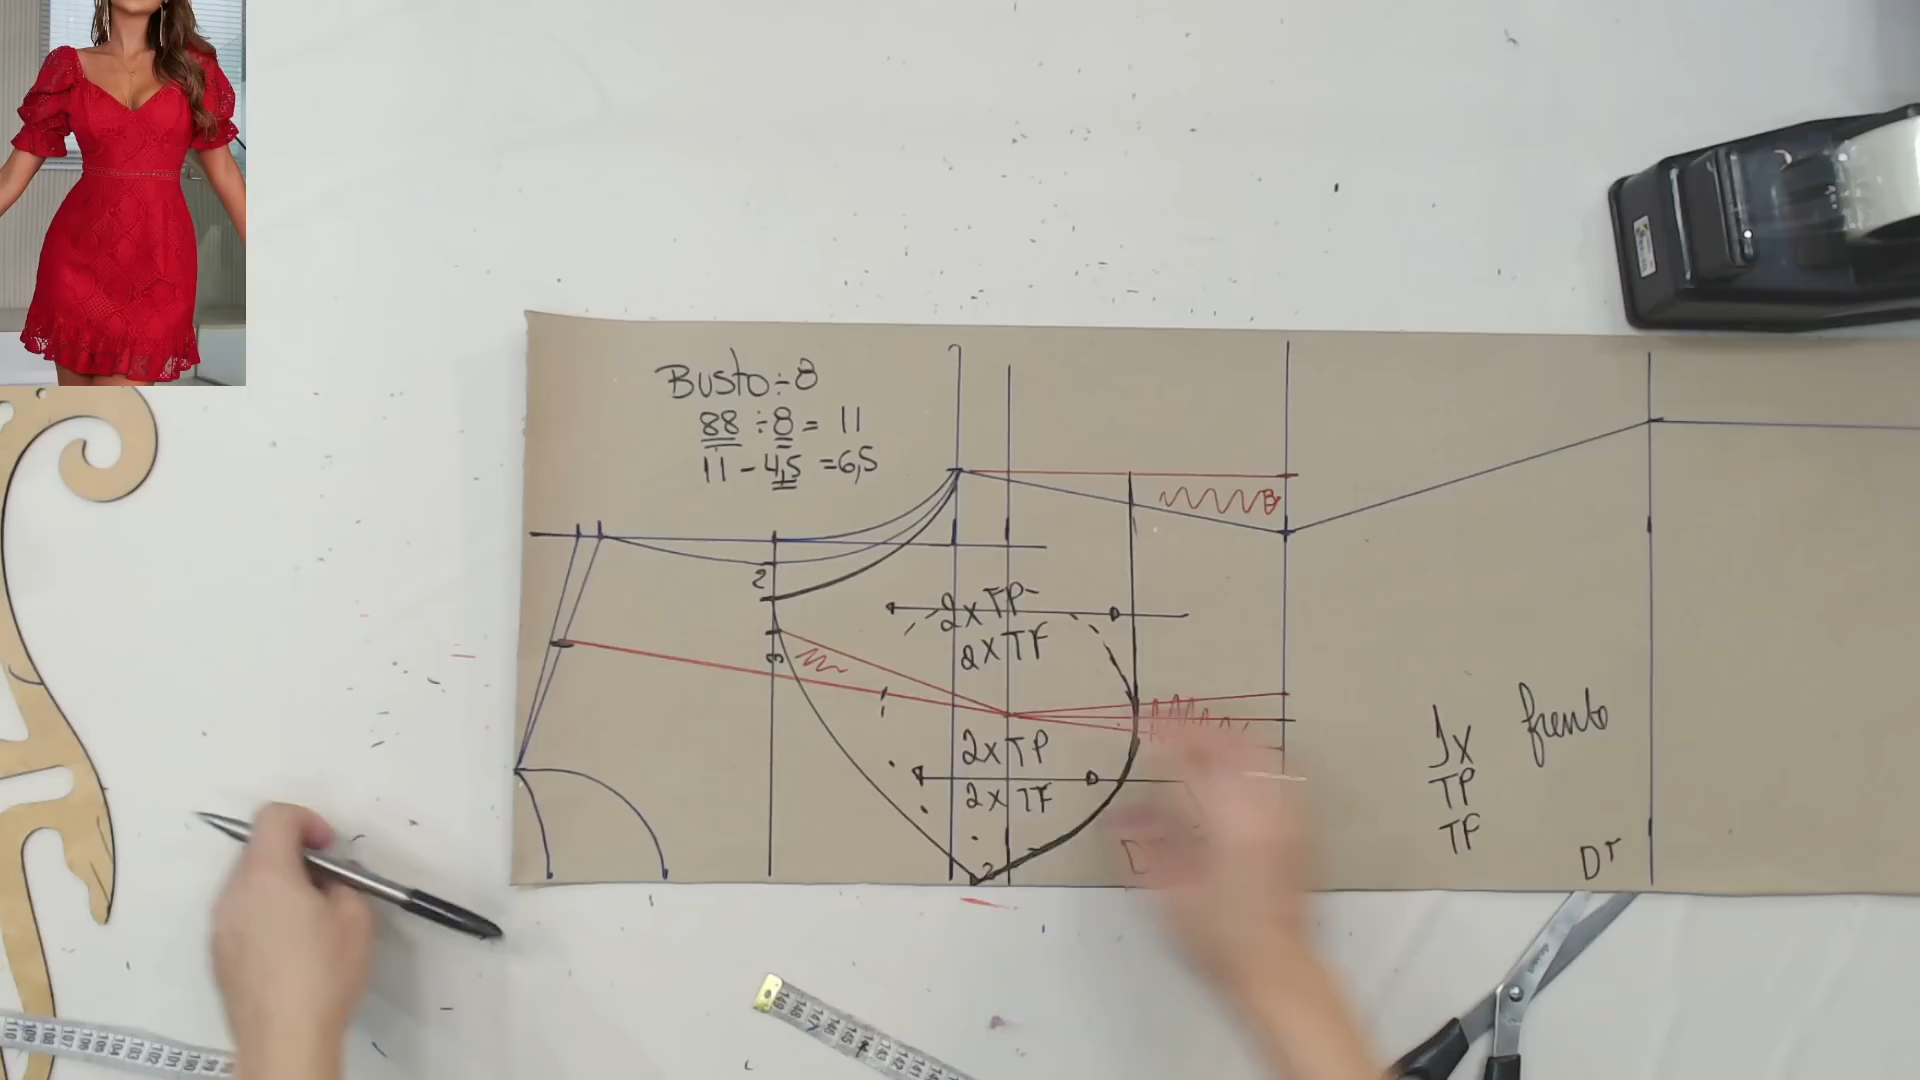 Busto ÷ 8
88 ÷ 8 = 11
11 - 4,5 = 6,5
2
3
2x TP
2x TF
2x TP
2x TF
2
1x frente
TP
TF